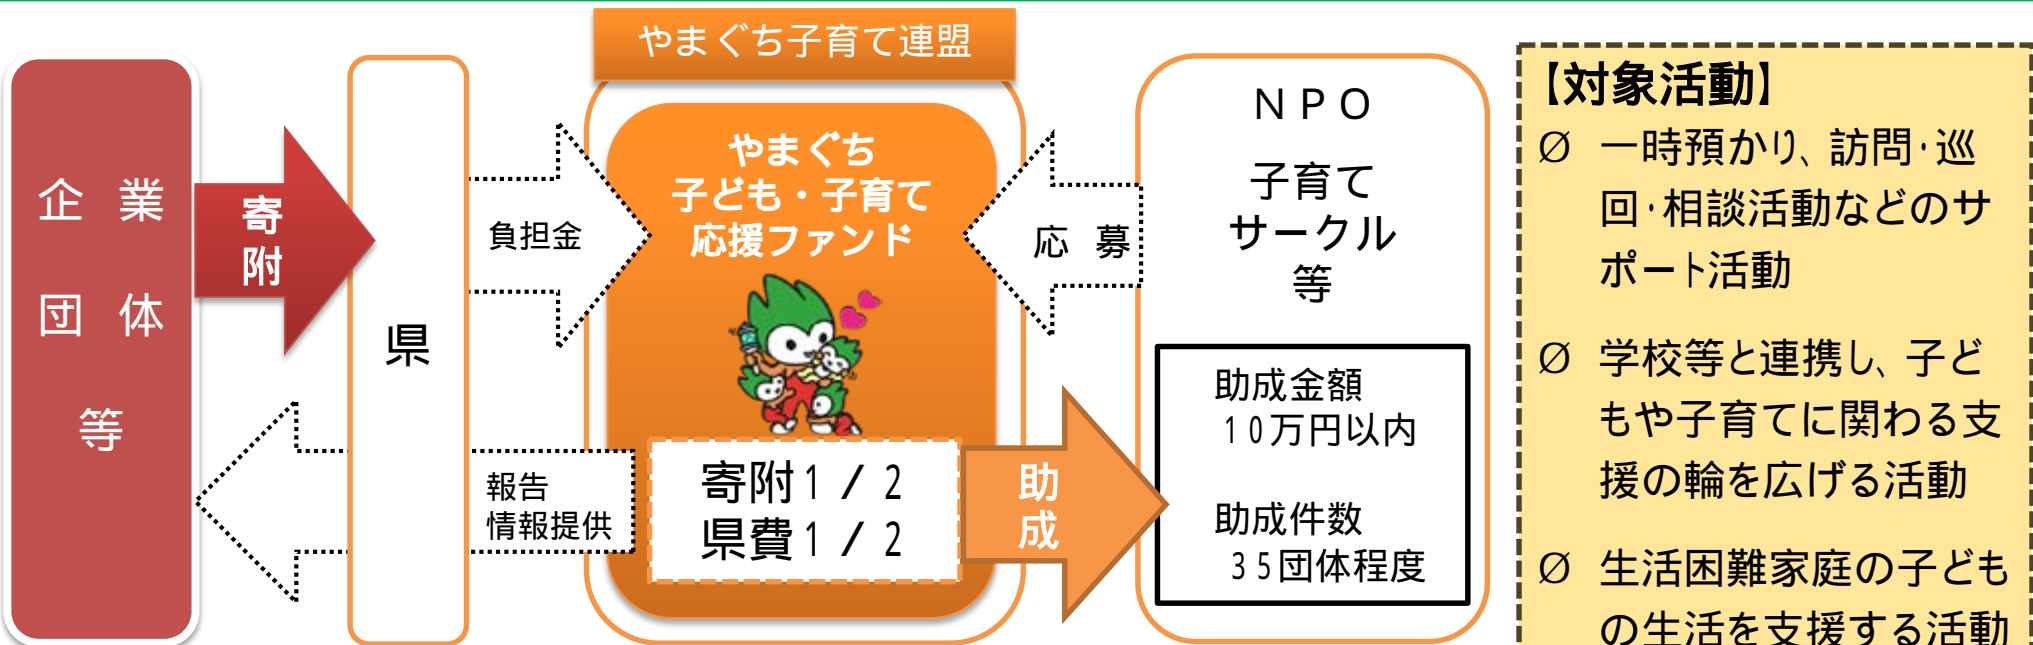 やまぐち子育て連盟
企業
団体
等
寄
附
県
負担金
やまぐち
子ども・子育て
応援ファンド
応募
NPO
子育て
サークル
等
報告
情報提供
寄附1/2
県費1/2
助
成
助成金額
10万円以内
助成件数
35団体程度
【対象活動】
Ø 一時預かり、訪問・巡
回・相談活動などのサ
ポート活動
Ø 学校等と連携し、子ど
もや子育てに関わる支
援の輪を広げる活動
Ø 生活困難家庭の子ども
の生活を支援する活動